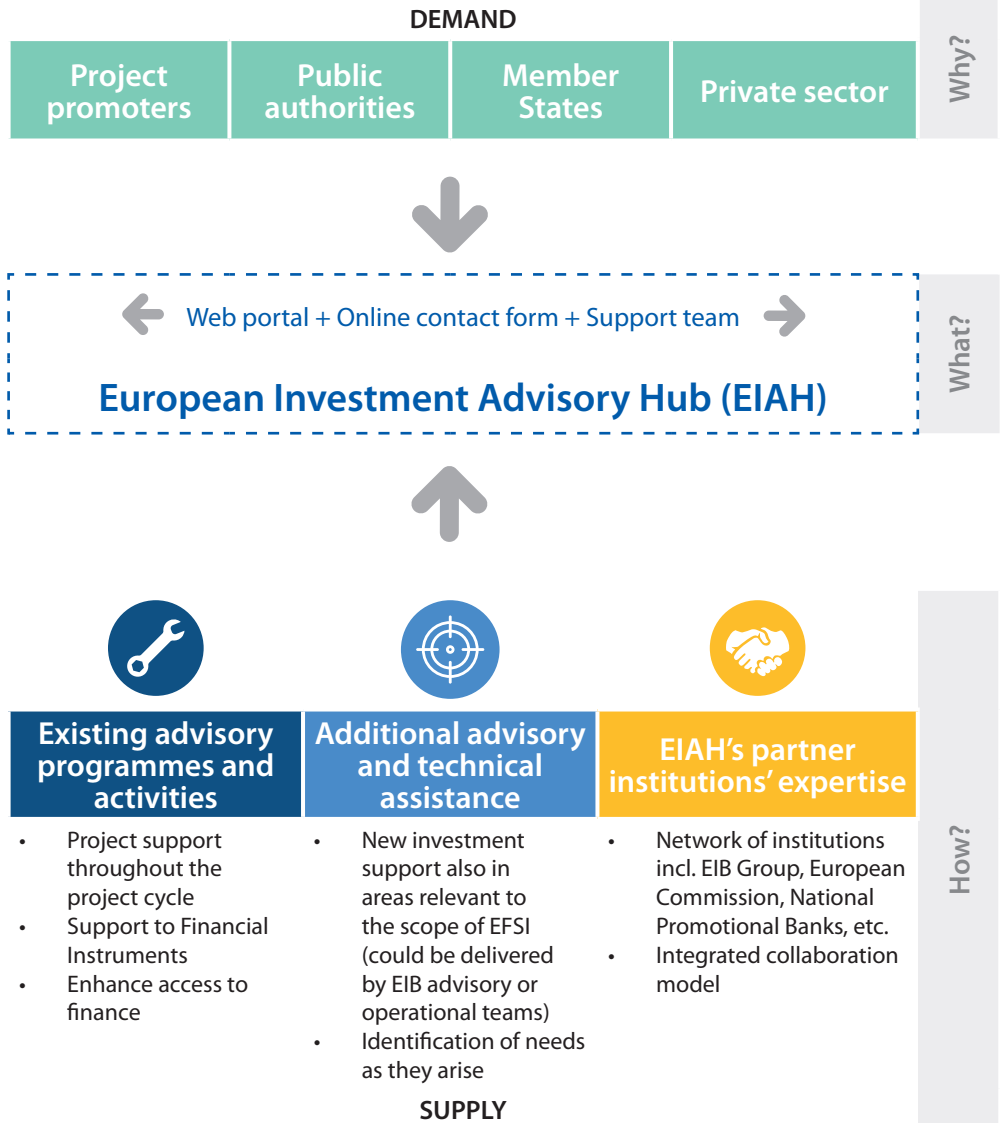 DEMAND
Project
promoters
Public
authorities
Member
States
Private sector
Why?
Web portal + Online contact form + Support team
European Investment Advisory Hub (EIAH)
What?
Existing advisory
programmes and
activities
• Project support
throughout the
project cycle
• Support to Financial
Instruments
• Enhance access to
finance
Additional advisory
and technical
assistance
• New investment
support also in
areas relevant to
the scope of EFSI
(could be delivered
by EIB advisory or
operational teams)
• Identification of needs
as they arise
EIAH’s partner
institutions’ expertise
• Network of institutions
incl. EIB Group, European
Commission, National
Promotional Banks, etc.
• Integrated collaboration
model
How?
SUPPLY